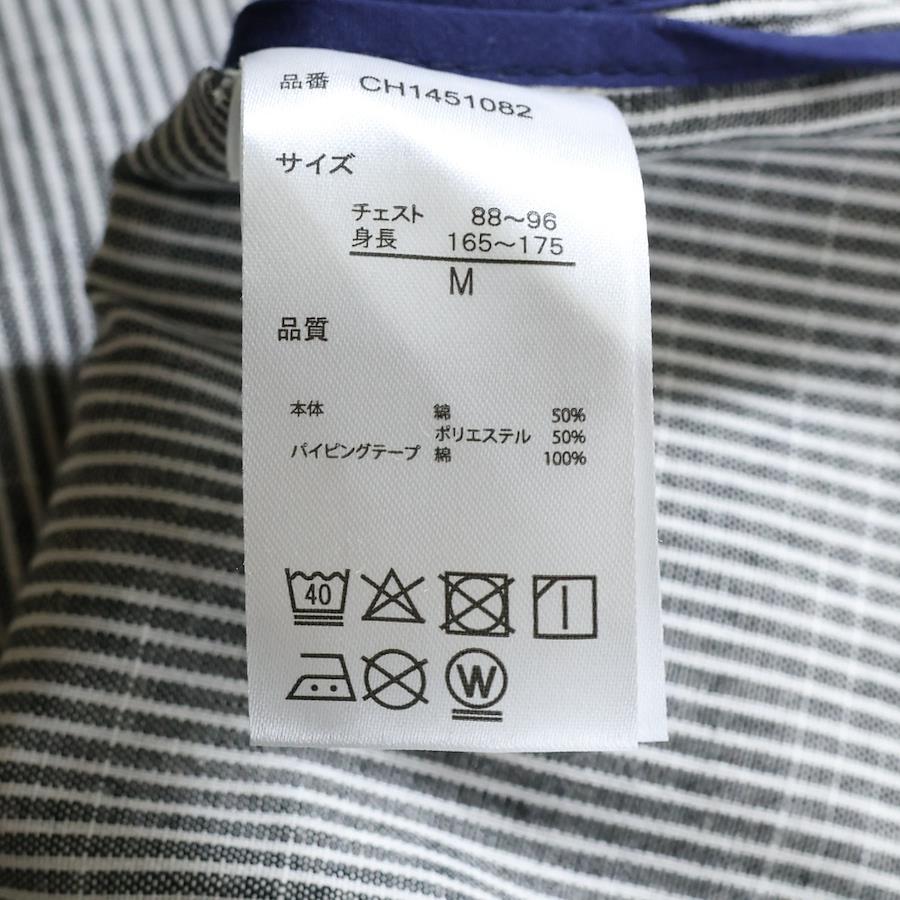 品番 CH1451082
サイズ
チェスト 88～96
身長 165～175
M
品質
本体 綿 50%
ポリエステル 50%
パイピングテープ 綿 100%
40
W